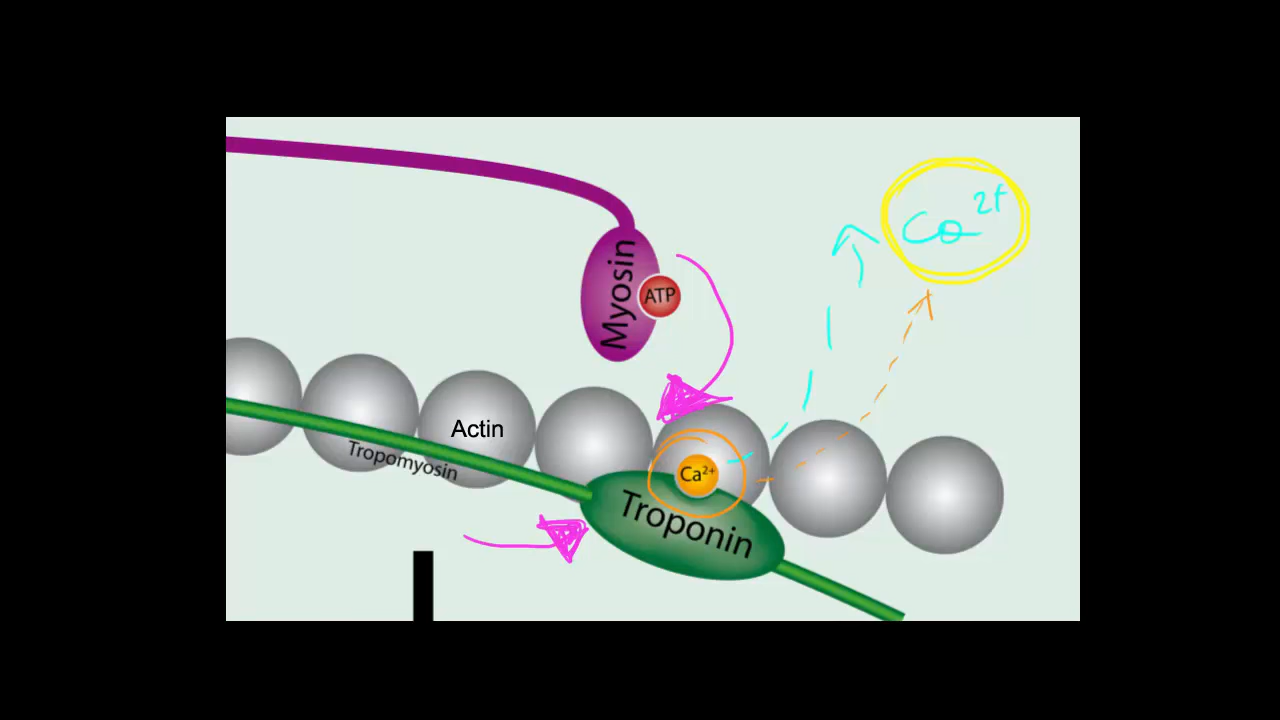 Ca2+
Myosin
ATP
Actin
Tropomyosin
Ca2+
Troponin